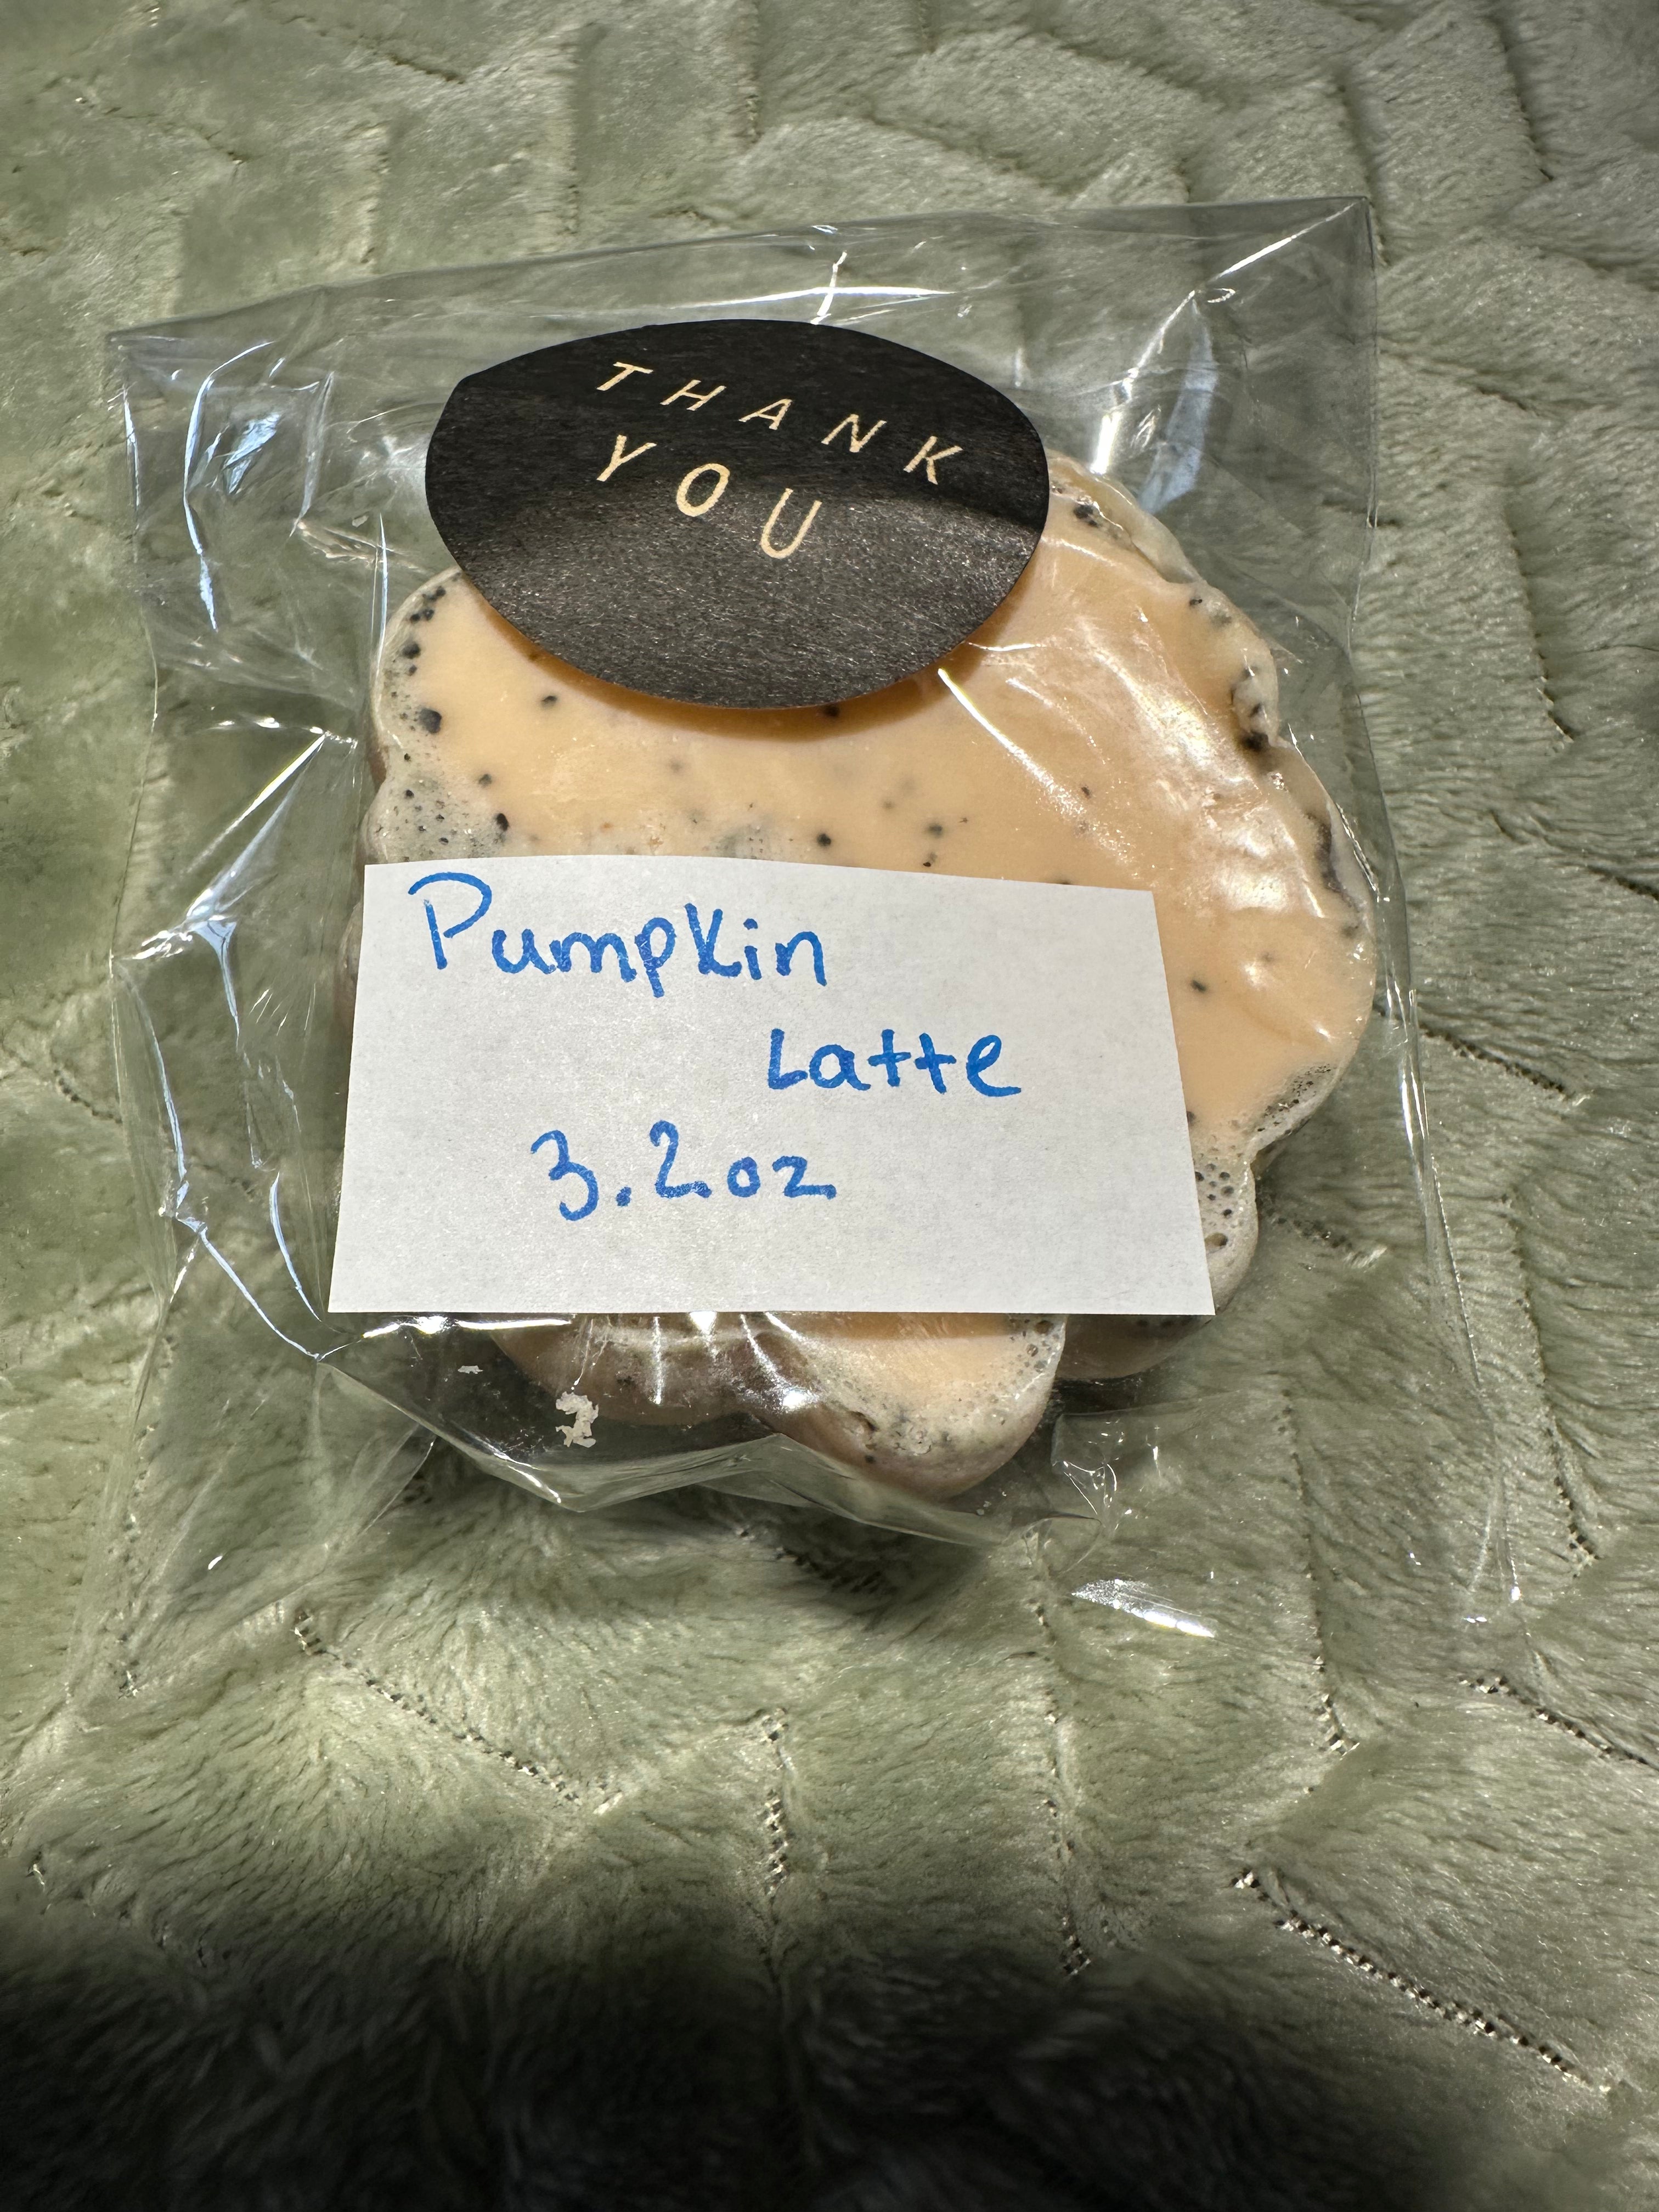 THANK
YOU
Pumpkin
Latte
3.2oz